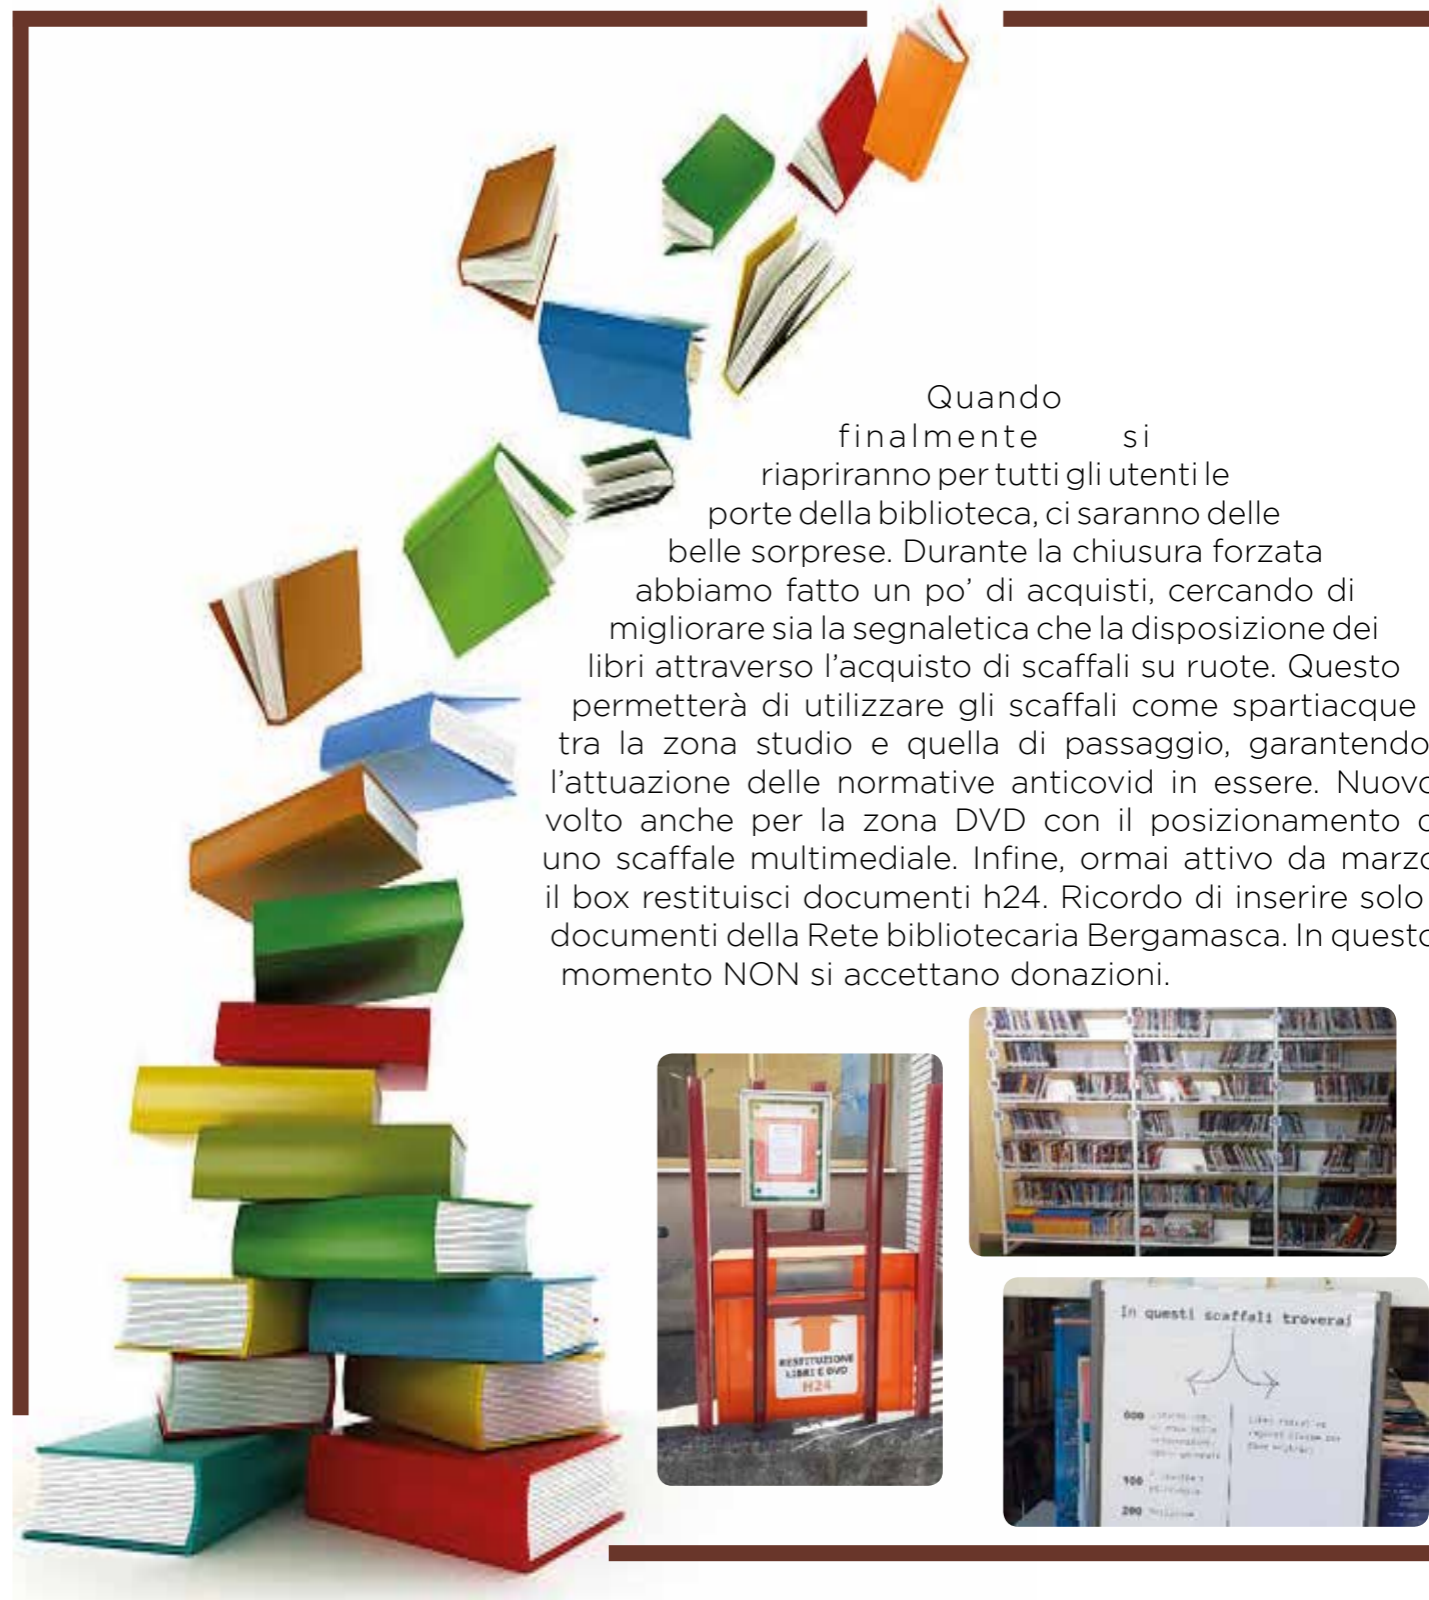 Quando
finalmente si
riapriranno per tutti gli utenti le
porte della biblioteca, ci saranno delle
belle sorprese. Durante la chiusura forzata
abbiamo fatto un po’ di acquisti, cercando di
migliorare sia la segnaletica che la disposizione dei
libri attraverso l’acquisto di scaffali su ruote. Questo
permetterà di utilizzare gli scaffali come spartiacque
tra la zona studio e quella di passaggio, garantendo
l’attuazione delle normative anticovid in essere. Nuovo
volto anche per la zona DVD con il posizionamento
uno scaffale multimediale. Infine, ormai attivo da marzo
il box restituisci documenti h24. Ricordo di inserire solo
documenti della Rete bibliotecaria Bergamasca. In questo
momento NON si accettano donazioni.
RESTITUZIONE
LIBRI E DVD
H24
In questi scaffali troverai
000
100
200 Religione